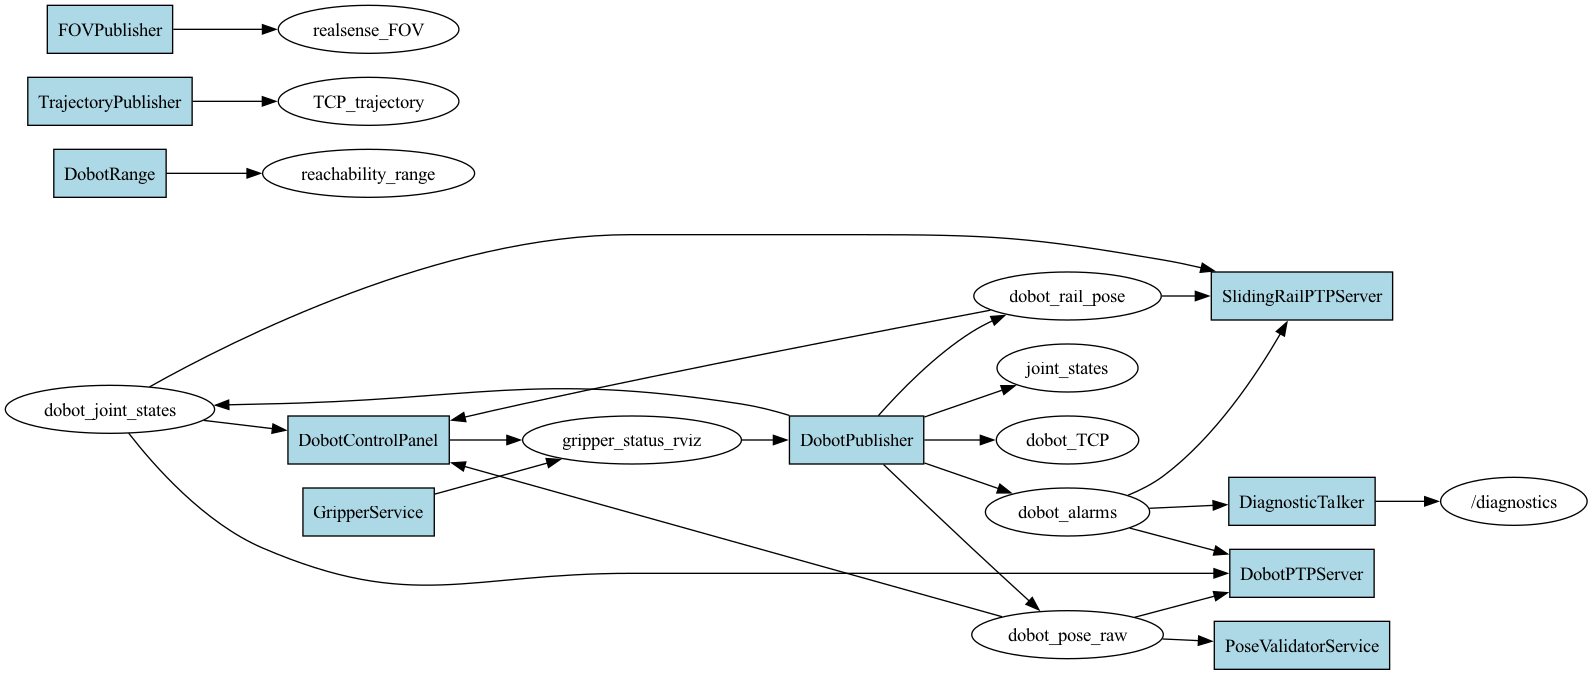 FOVPublisher
realsense_FOV
TrajectoryPublisher
TCP_trajectory
DobotRange
reachability_range
dobot_rail_pose
SlidingRailPTPServer
joint_states
dobot_joint_states
DobotControlPanel
gripper_status_rviz
DobotPublisher
dobot_TCP
GripperService
dobot_alarms
DiagnosticTalker
/diagnostics
DobotPTPServer
dobot_pose_raw
PoseValidatorService